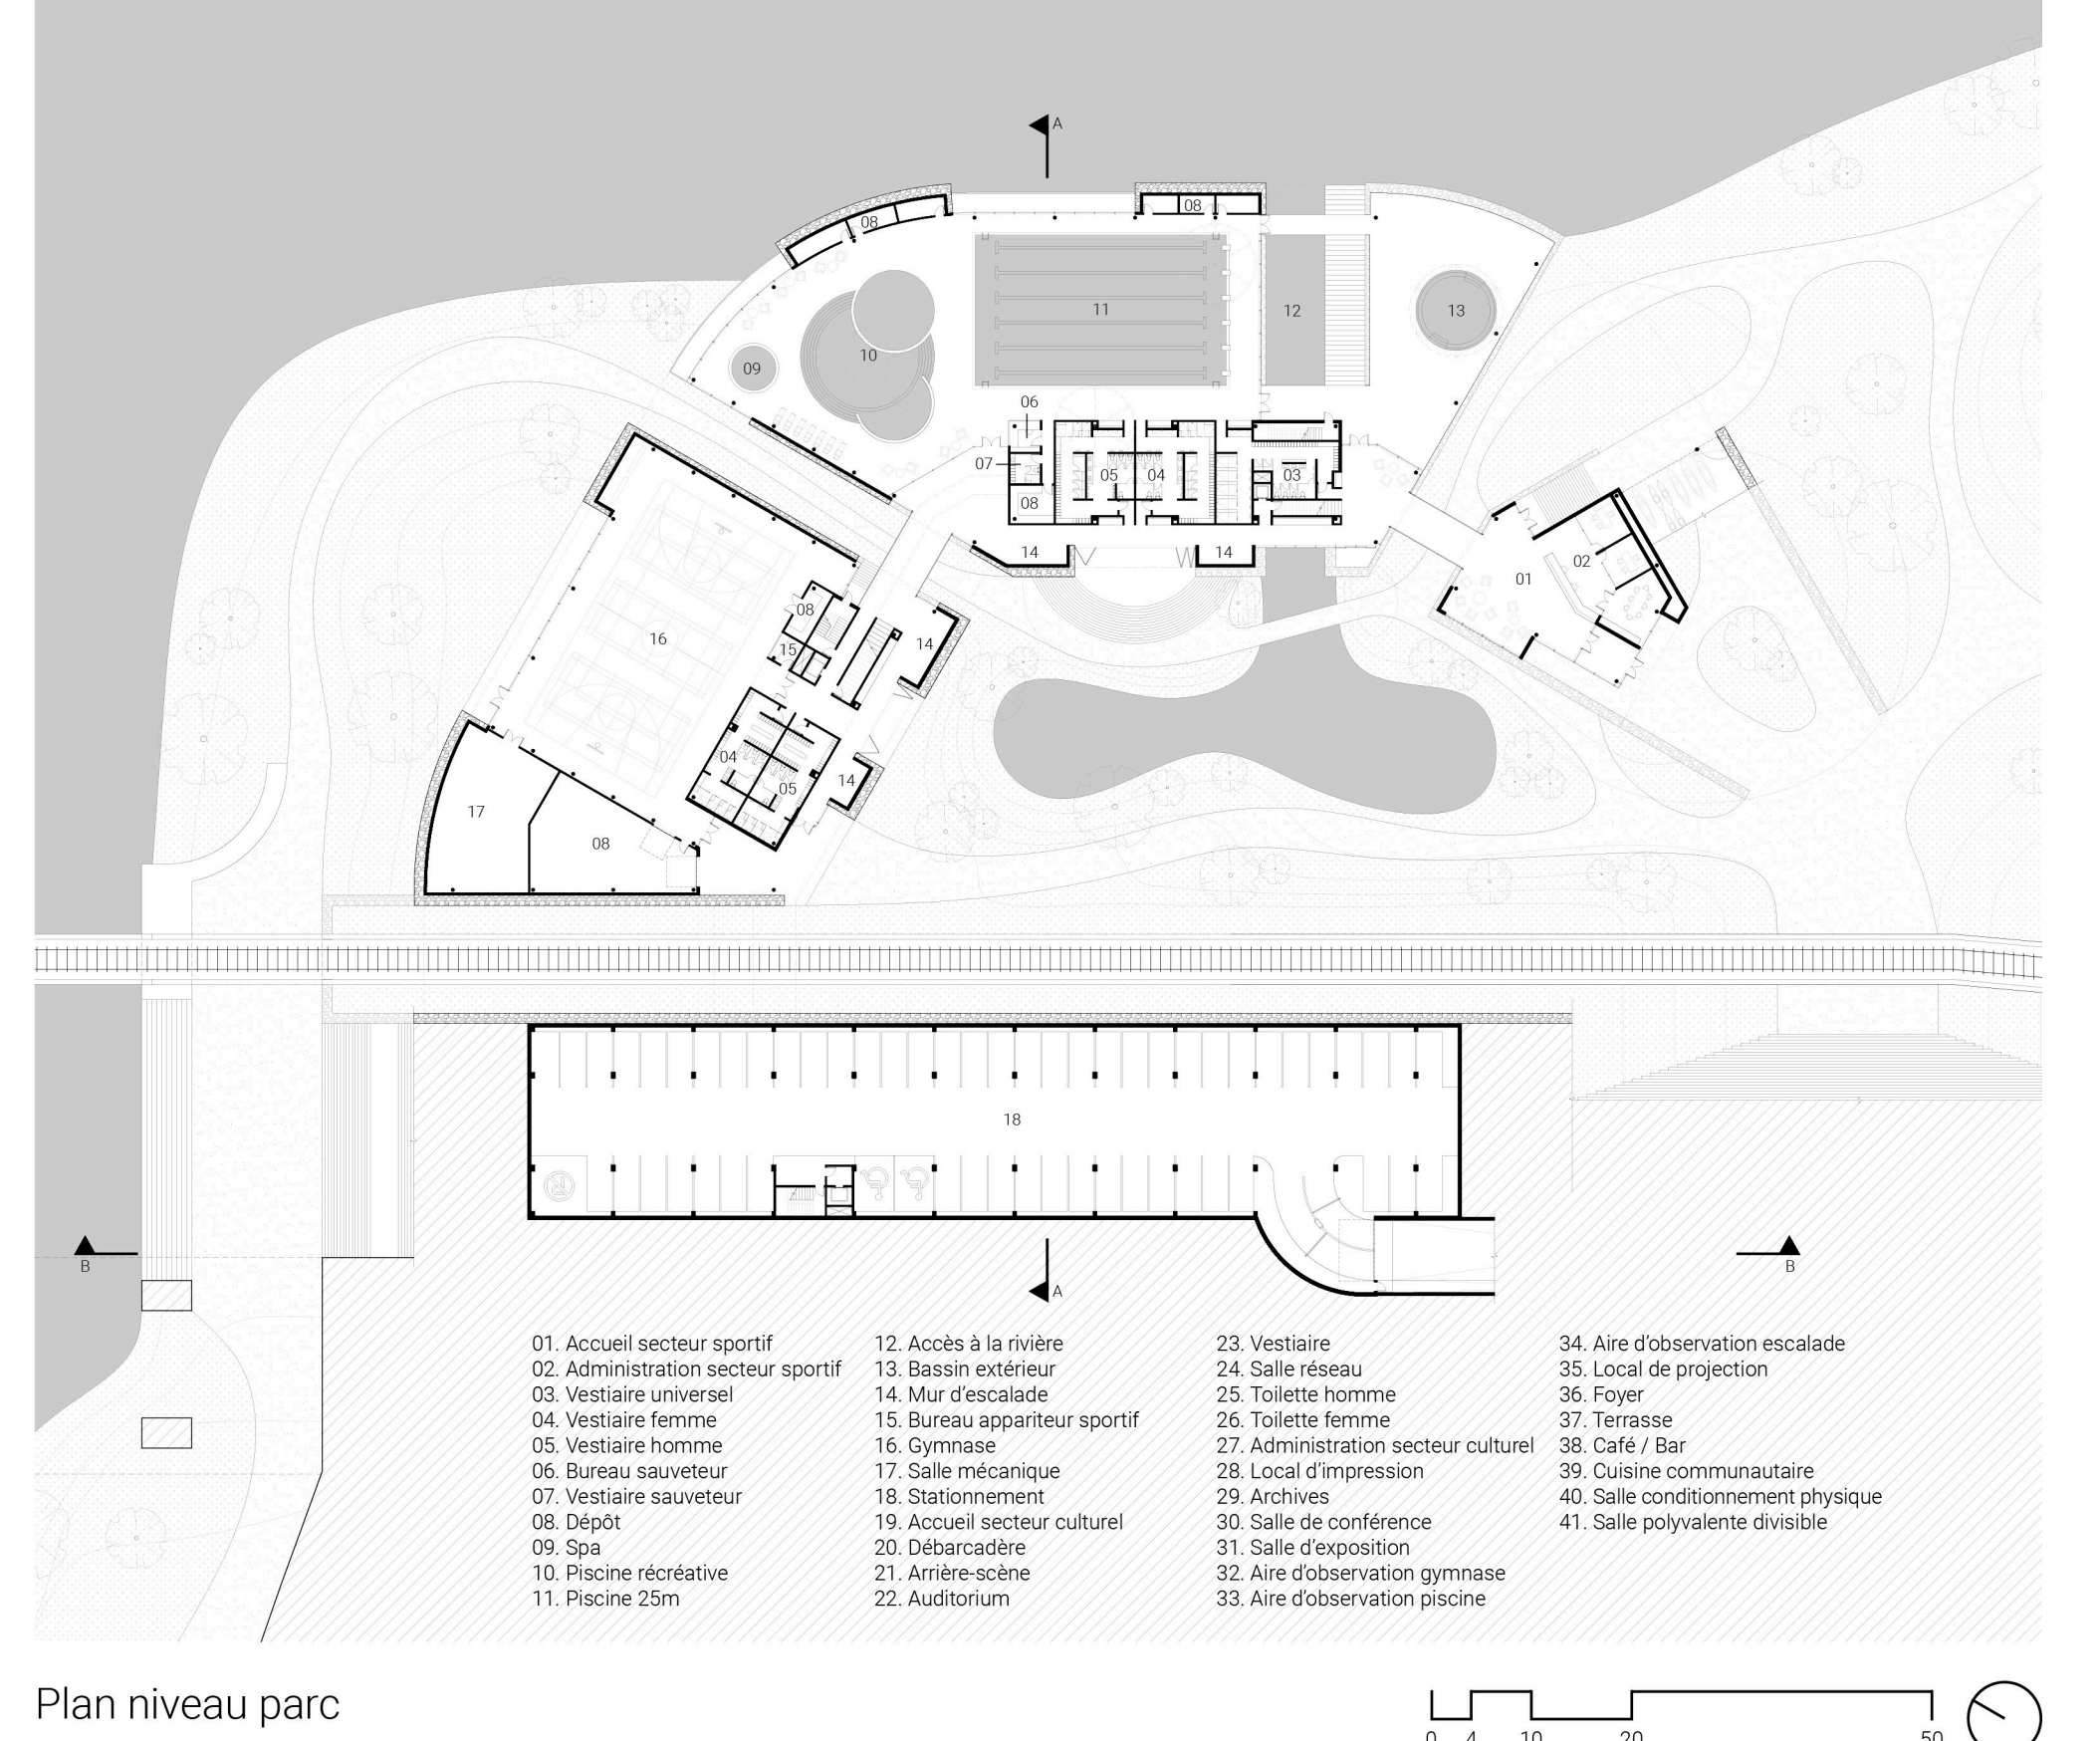 A
08
08
11
12
13
10
09
06
07
05
04
03
08
14
14
02
01
08
16
14
15
04
14
05
17
08
18
B
B
A
01. Accueil secteur sportif
02. Administration secteur sportif
03. Vestiaire universel
04. Vestiaire femme
05. Vestiaire homme
06. Bureau sauveteur
07. Vestiaire sauveteur
08. Dépôt
09. Spa
10. Piscine récréative
11. Piscine 25m
12. Accès à la rivière
13. Bassin extérieur
14. Mur d'escalade
15. Bureau appariteur sportif
16. Gymnase
17. Salle mécanique
18. Stationnement
19. Accueil secteur culturel
20. Débarcadère
21. Arrière-scène
22. Auditorium
23. Vestiaire
24. Salle réseau
25. Toilette homme
26. Toilette femme
27. Administration secteur culturel
28. Local d'impression
29. Archives
30. Salle de conférence
31. Salle d'exposition
32. Aire d'observation gymnase
33. Aire d'observation piscine
34. Aire d'observation escalade
35. Local de projection
36. Foyer
37. Terrasse
38. Café / Bar
39. Cuisine communautaire
40. Salle conditionnement physique
41. Salle polyvalente divisible
Plan niveau parc
0 4 10 20 50